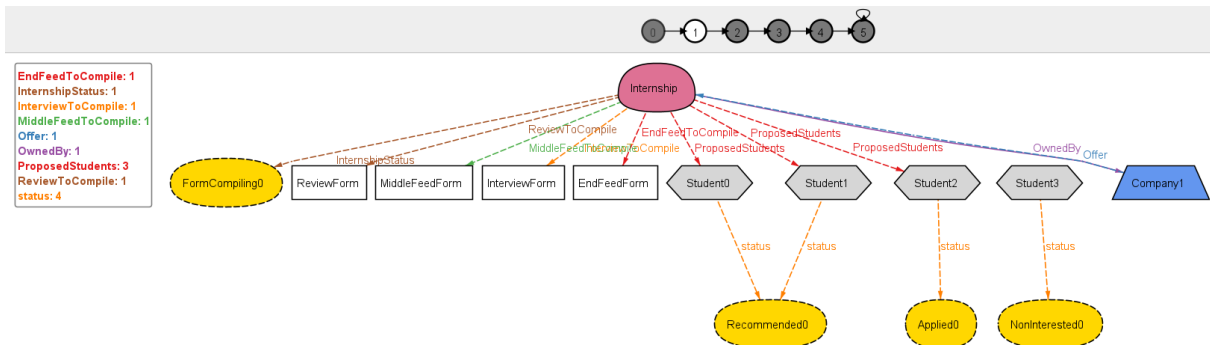 0 1 2 3 4 5
EndFeedToCompile: 1
InternshipStatus: 1
InterviewToCompile: 1
MiddleFeedToCompile: 1
Offer: 1
OwnedBy: 1
ProposedStudents: 3
ReviewToCompile: 1
status: 4
Internship
ReviewToCompile
EndFeedToCompile
ProposedStudents
MiddleFeedToCompile
InterviewToCompile
ProposedStudents
ProposedStudents
OwnedBy
Offer
InternshipStatus
FormCompiling0
ReviewForm
MiddleFeedForm
InterviewForm
EndFeedForm
Student0
Student1
Student2
Student3
Company1
status
status
status
status
Recommended0
Applied0
NonInterested0